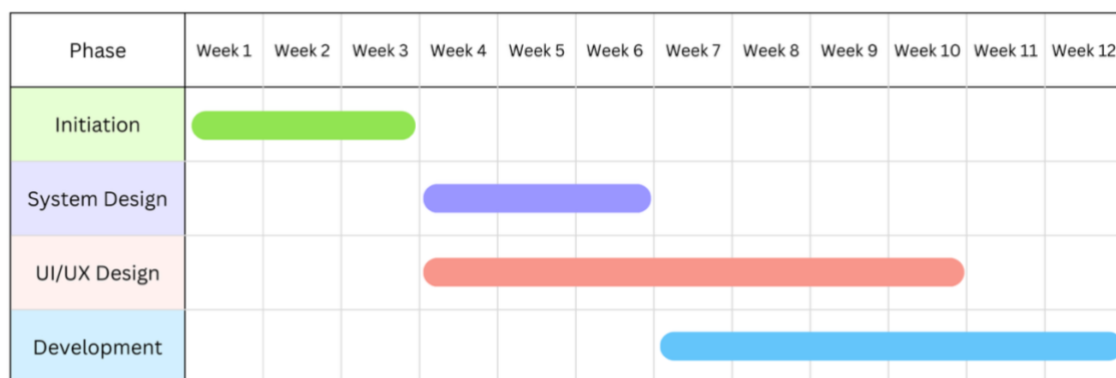 Phase Week 1 Week 2 Week 3 Week 4 Week 5 Week 6 Week 7 Week 8 Week 9 Week 10 Week 11 Week 12
Initiation
System Design
UI/UX Design
Development